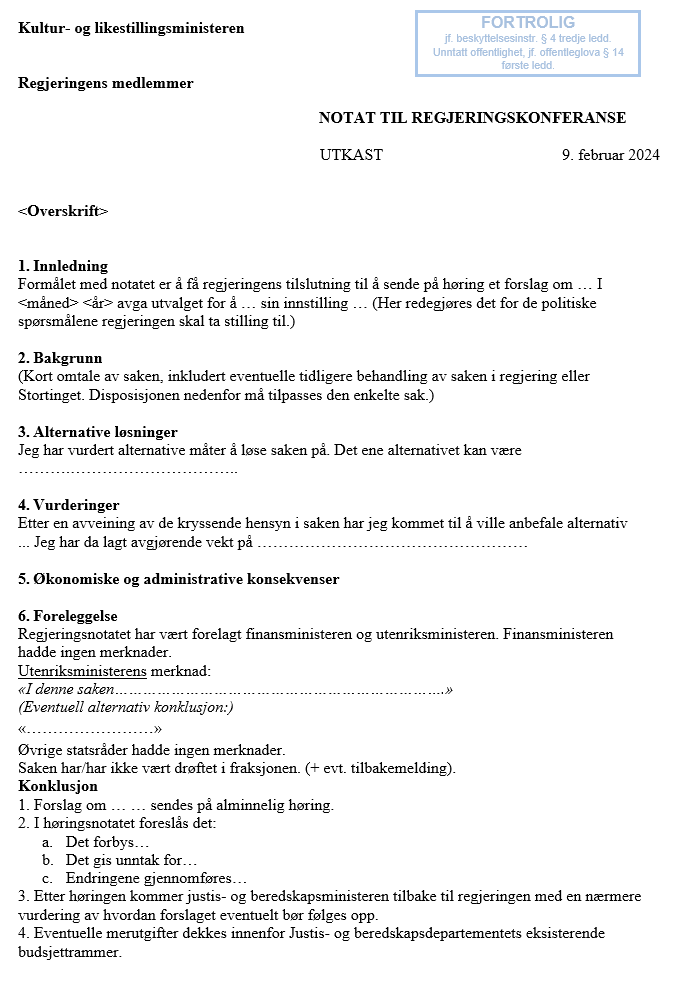 Kultur- og likestillingsministeren
FORTROLIG
jf. beskyttelsesinstr. § 4 tredje ledd.
Unntatt offentlighet, jf. offentleglova § 14
første ledd.
Regjeringens medlemmer
NOTAT TIL REGJERINGSKONFERANSE
UTKAST 9. februar 2024
<Overskrift>
1. Innledning
Formålet med notatet er å få regjeringens tilslutning til å sende på høring et forslag om … I
<måned> <år> avga utvalget for å … sin innstilling … (Her redegjøres det for de politiske
spørsmålene regjeringen skal ta stilling til.)
2. Bakgrunn
(Kort omtale av saken, inkludert eventuelle tidligere behandling av saken i regjering eller
Stortinget. Disposisjonen nedenfor må tilpasses den enkelte sak.)
3. Alternative løsninger
Jeg har vurdert alternative måter å løse saken på. Det ene alternativet kan være
……………………………………..
4. Vurderinger
Etter en avveining av de kryssende hensyn i saken har jeg kommet til å ville anbefale alternativ
... Jeg har da lagt avgjørende vekt på ………………………………………………
5. Økonomiske og administrative konsekvenser
6. Foreleggelse
Regjeringsnotatet har vært forelagt finansministeren og utenriksministeren. Finansministeren
hadde ingen merknader.
Utenriksministerens merknad:
«I denne saken………………………………………………………….»
(Eventuell alternativ konklusjon:)
«…………………….»
Øvrige statsråder hadde ingen merknader.
Saken har/har ikke vært drøftet i fraksjonen. (+ evt. tilbakemelding).
Konklusjon
1. Forslag om … … sendes på alminnelig høring.
2. I høringsnotatet foreslås det:
a. Det forbys…
b. Det gis unntak for…
c. Endringene gjennomføres…
3. Etter høringen kommer justis- og beredskapsministeren tilbake til regjeringen med en nærmere
vurdering av hvordan forslaget eventuelt bør følges opp.
4. Eventuelle merutgifter dekkes innenfor Justis- og beredskapsdepartementets eksisterende
budsjettrammer.